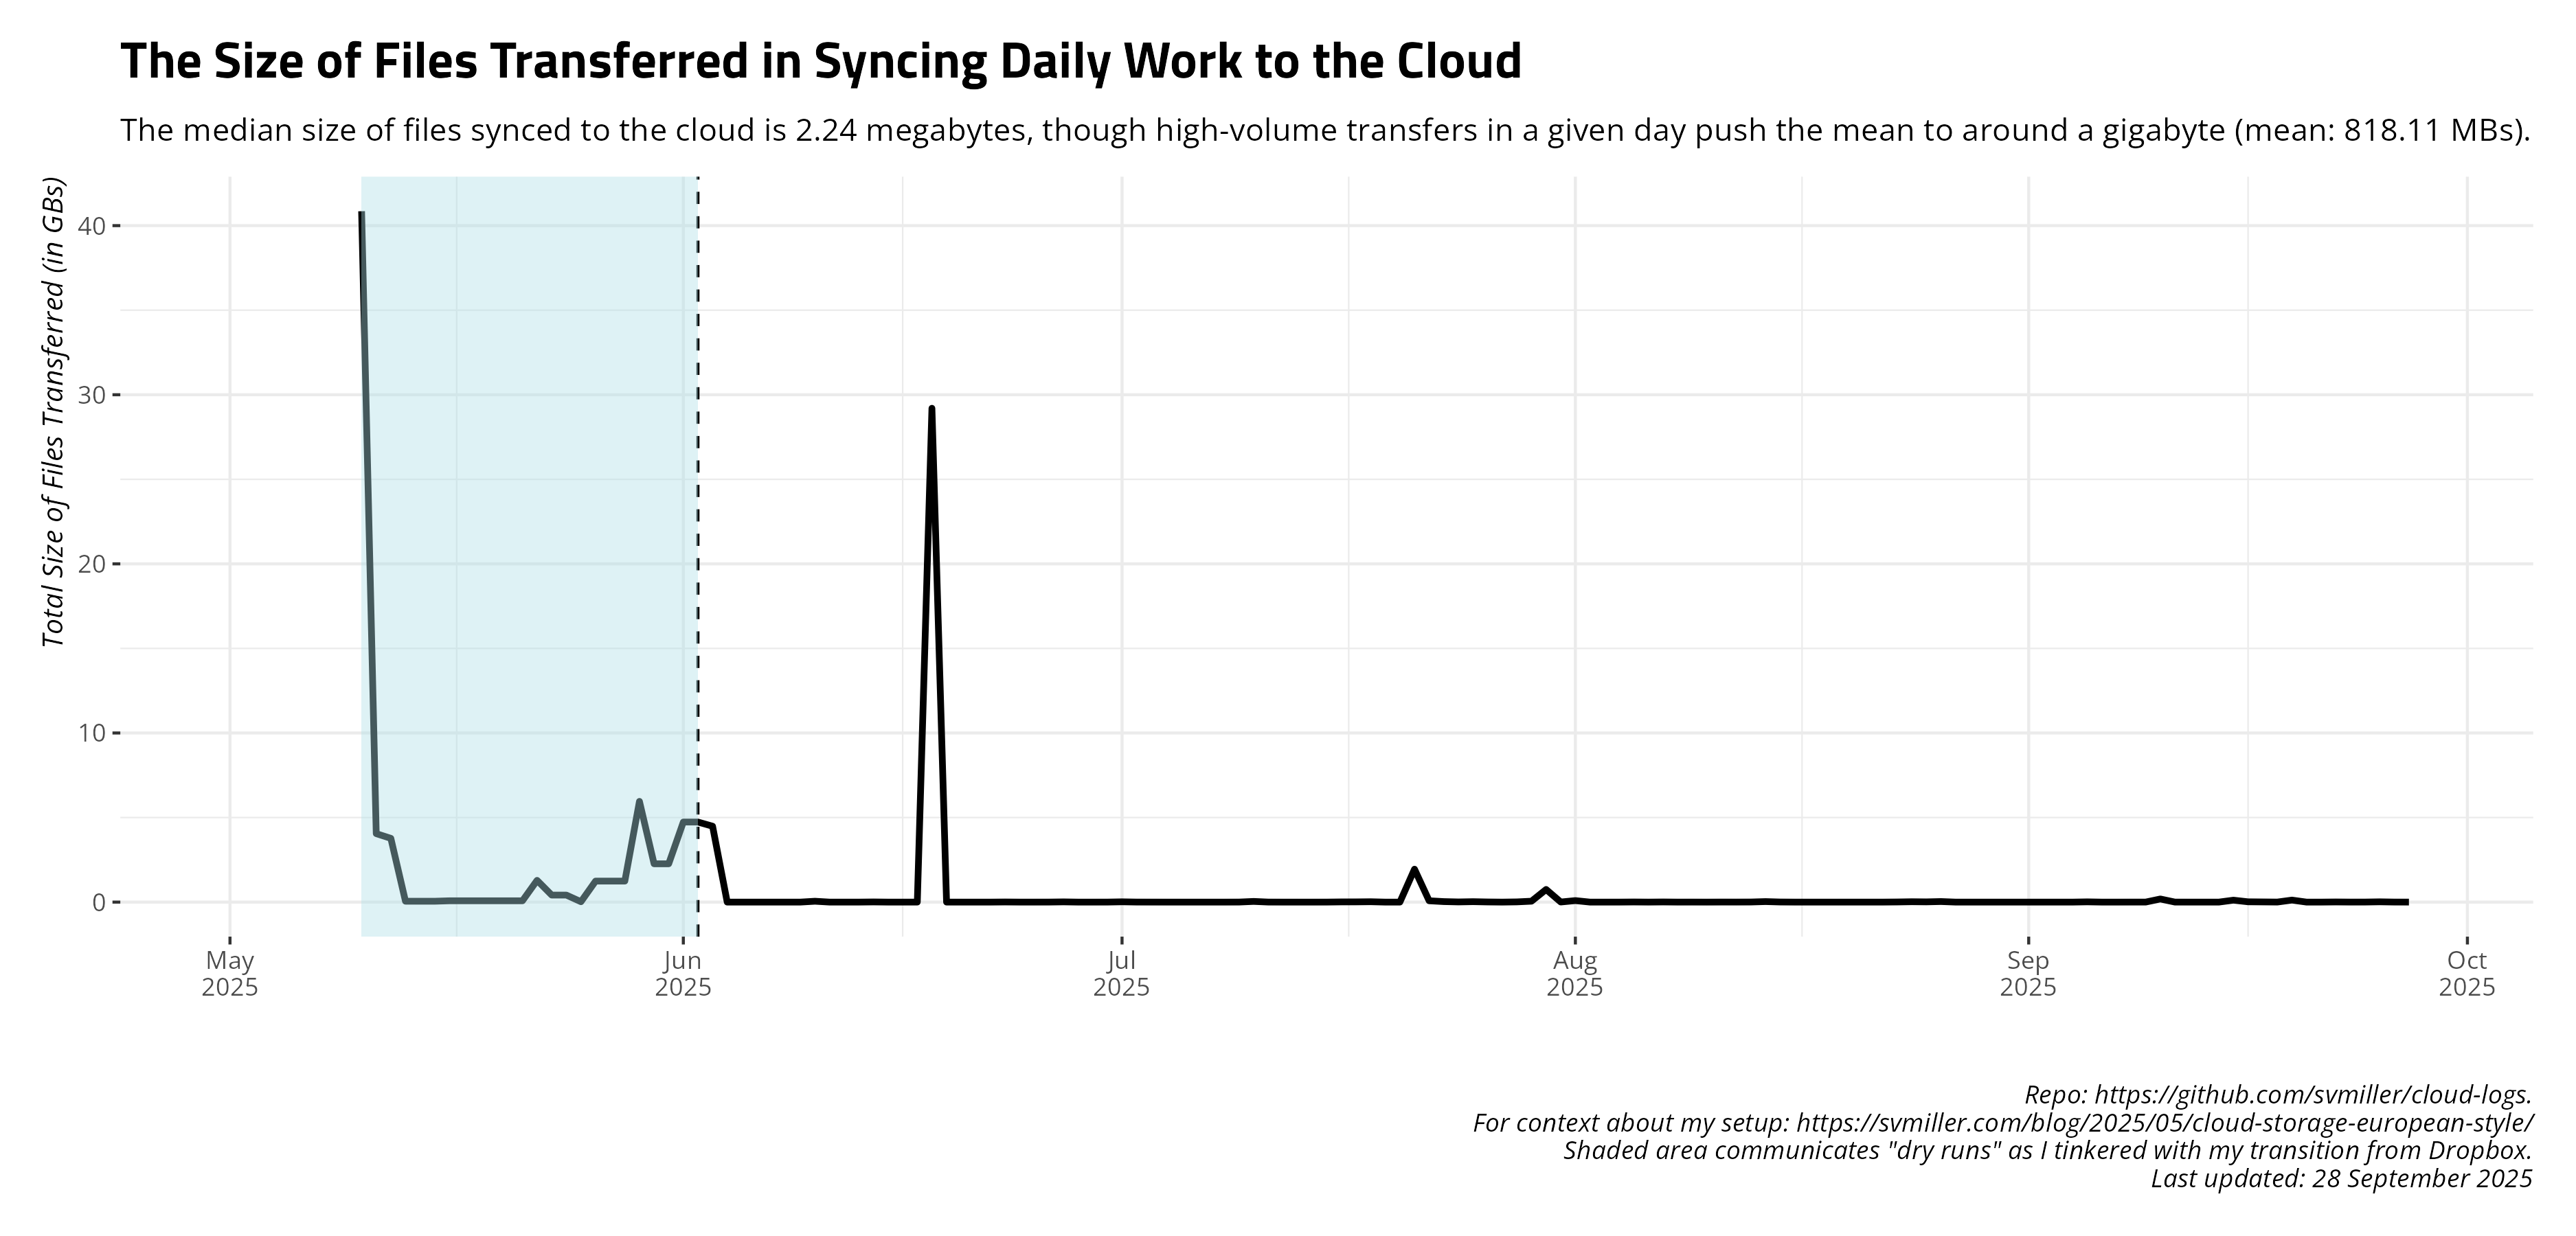 The Size of Files Transferred in Syncing Daily Work to the Cloud
The median size of files synced to the cloud is 2.24 megabytes, though high-volume transfers in a given day push the mean to around a gigabyte (mean: 818.11 MBs).
Total Size of Files Transferred (in GBs)
40
30
20
10
0
May
2025
Jun
2025
Jul
2025
Aug
2025
Sep
2025
Oct
2025
Repo: https://github.com/svmiller/cloud-logs.
For context about my setup: https://svmiller.com/blog/2025/05/cloud-storage-european-style/
Shaded area communicates "dry runs" as I tinkered with my transition from Dropbox.
Last updated: 28 September 2025